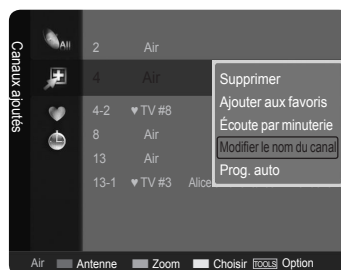 Canaux ajoutés
All
2 Air
4 Air
4-2 ♥ TV #8
8 Air
13 Air
13-1 ♥ TV #3 Alice
Supprimer
Ajouter aux favoris
Écoute par minuterie
Modifier le nom du canal
Prog. auto
Air Antenne Zoom Choisir TOOLS Option